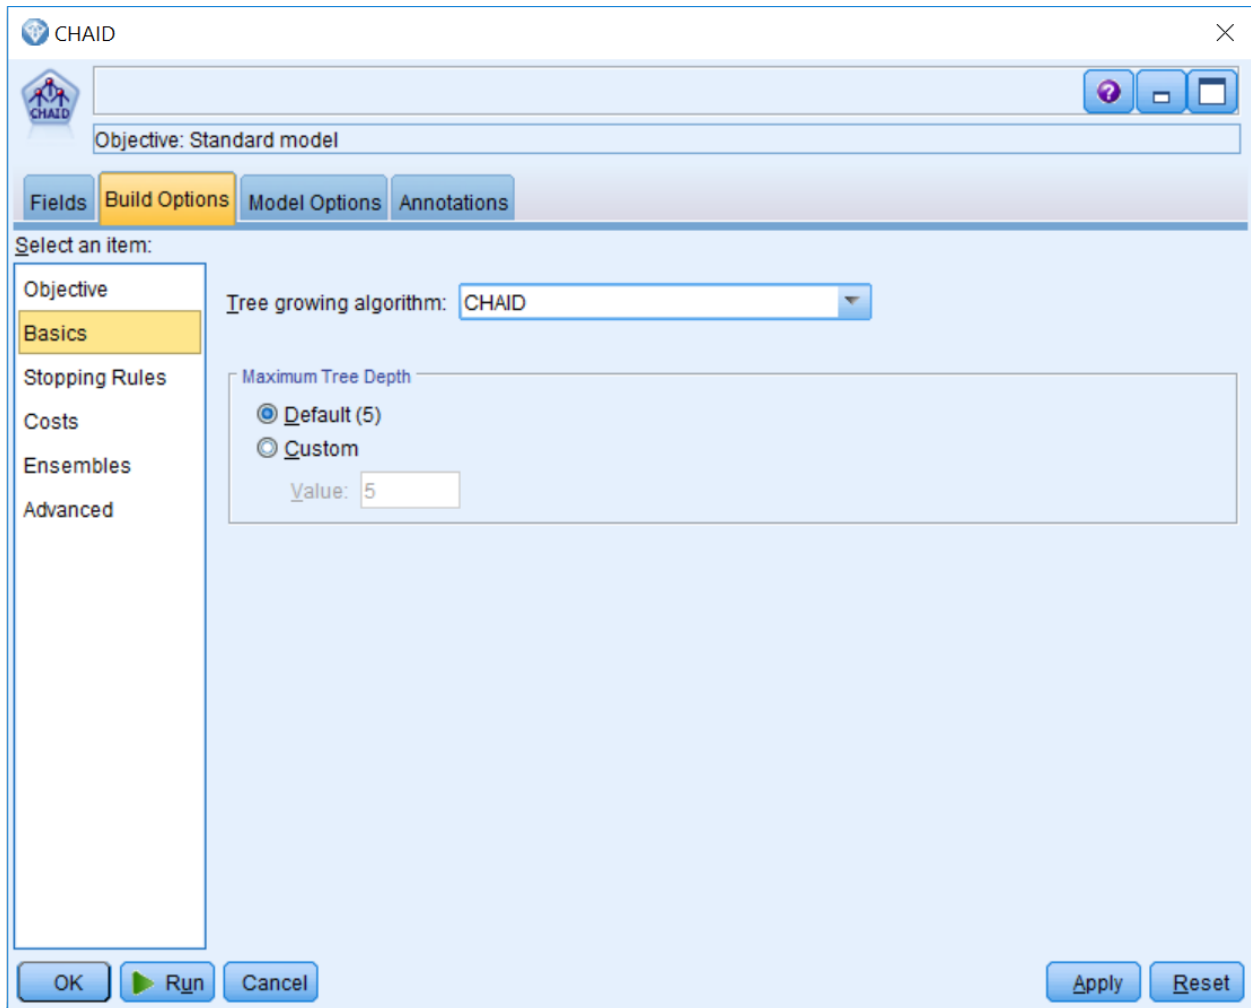 CHAID
CHAID
Objective: Standard model
Fields Build Options Model Options Annotations
Select an item:
Objective
Basics
Stopping Rules
Costs
Ensembles
Advanced
Tree growing algorithm: CHAID
Maximum Tree Depth
Default (5)
Custom
Value: 5
OK Run Cancel Apply Reset